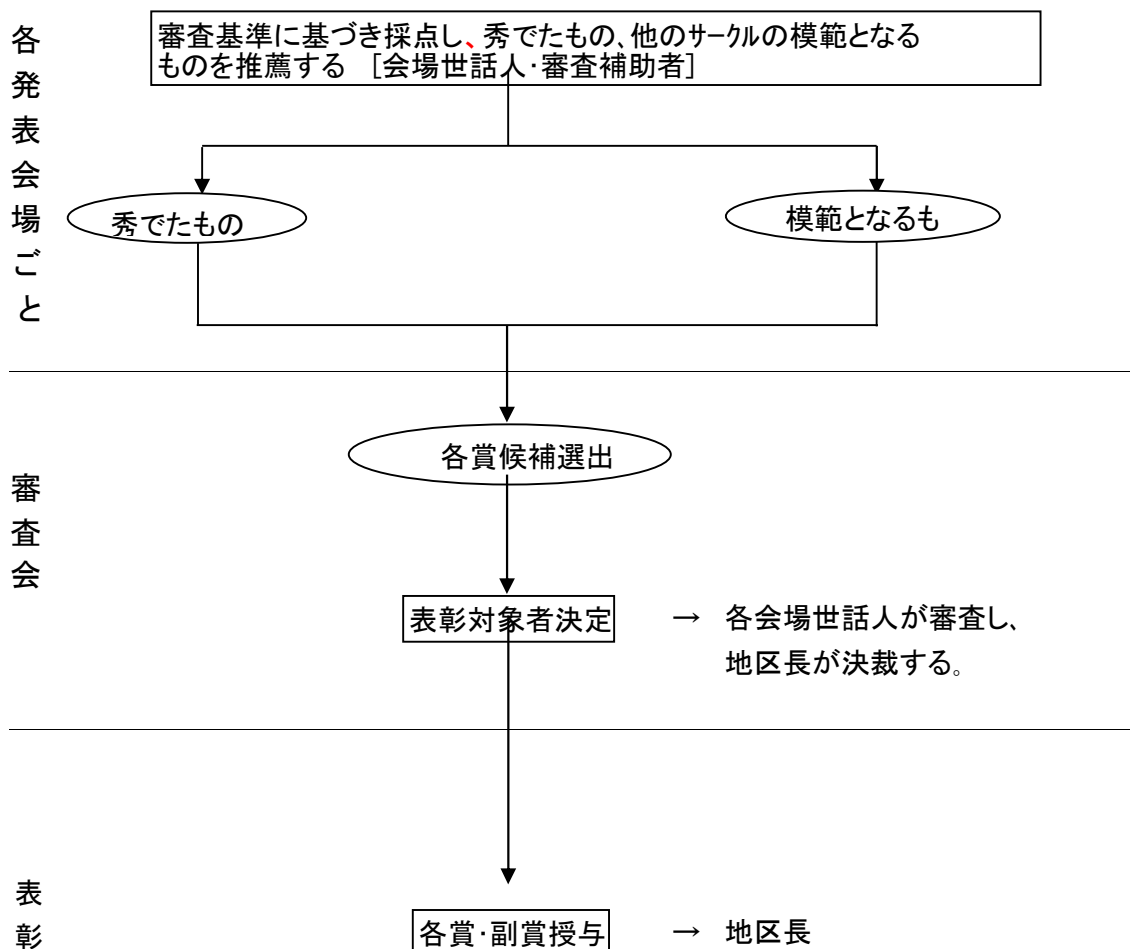 各発表会場ごと
審査基準に基づき採点し、秀でたもの、他のサークルの模範となる
ものを推薦する [会場世話人・審査補助者]
秀でたもの
模範となるも
審査会
各賞候補選出
表彰対象者決定
→ 各会場世話人が審査し、
地区長が決裁する。
表彰
各賞・副賞授与
→ 地区長